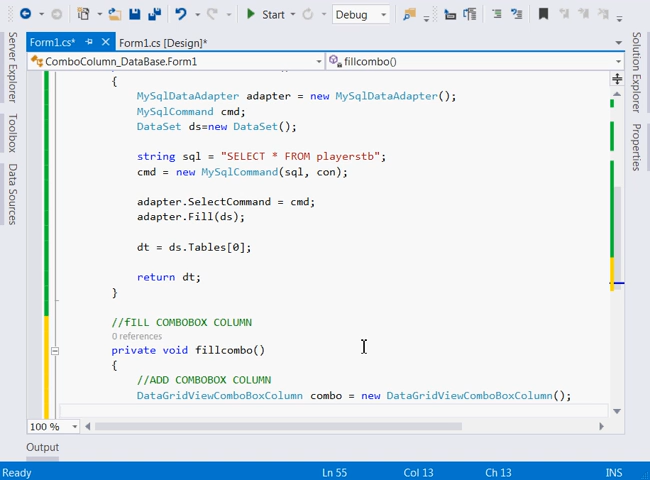 Start
Debug
Form1.cs*
Form1.cs [Design]*
ComboColumn_DataBase.Form1
fillcombo()
Server Explorer
Toolbox
Data Sources
Solution Explorer
Properties
{
MySqlDataAdapter adapter = new MySqlDataAdapter();
MySqlCommand cmd;
DataSet ds=new DataSet();
string sql = "SELECT * FROM playerstb";
cmd = new MySqlCommand(sql, con);
adapter.SelectCommand = cmd;
adapter.Fill(ds);
dt = ds.Tables[0];
return dt;
}
//fILL COMBOBOX COLUMN
0 references
private void fillcombo()
{
//ADD COMBOBOX COLUMN
DataGridViewComboBoxColumn combo = new DataGridViewComboBoxColumn();
100 %
Output
Ready
Ln 55
Col 13
Ch 13
INS